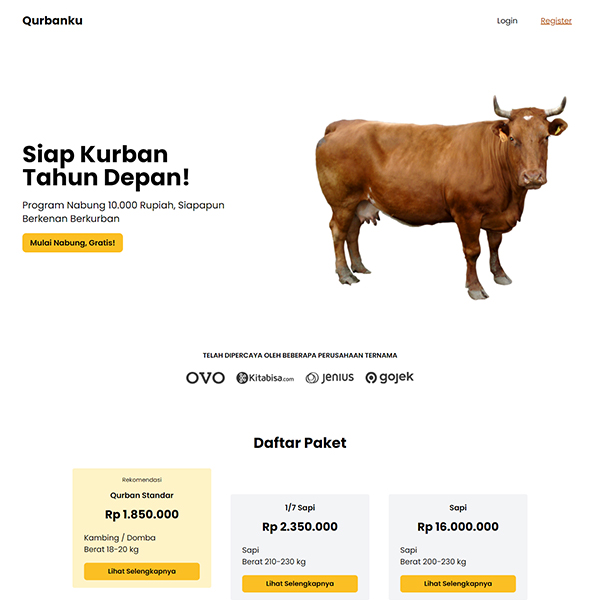 Qurbanku
Login
Register
Siap Kurban
Tahun Depan!
Program Nabung 10.000 Rupiah, Siapapun
Berkenan Berkurban
Mulai Nabung, Gratis!
TELAH DIPERCAYA OLEH BEBERAPA PERUSAHAAN TERNAMA
OVO
Kitabisa.com
Jenius
gojek
Daftar Paket
Rekomendasi
Qurban Standar
Rp 1.850.000
Kambing / Domba
Berat 18-20 kg
Lihat Selengkapnya
1/7 Sapi
Rp 2.350.000
Sapi
Berat 210-230 kg
Lihat Selengkapnya
Sapi
Rp 16.000.000
Sapi
Berat 200-230 kg
Lihat Selengkapnya